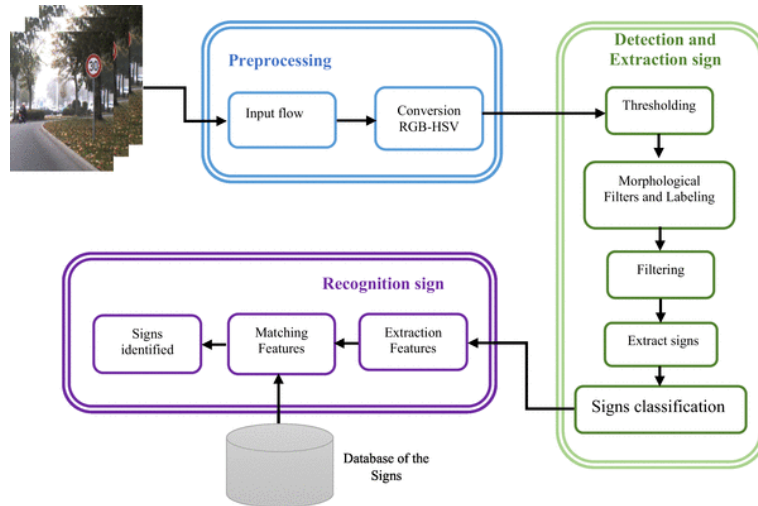 30
Preprocessing
Input flow
Conversion
RGB-HSV
Detection and
Extraction sign
Thresholding
Morphological
Filters and Labeling
Filtering
Extract signs
Signs classification
Recognition sign
Extraction
Features
Matching
Features
Signs
identified
Database of the
Signs